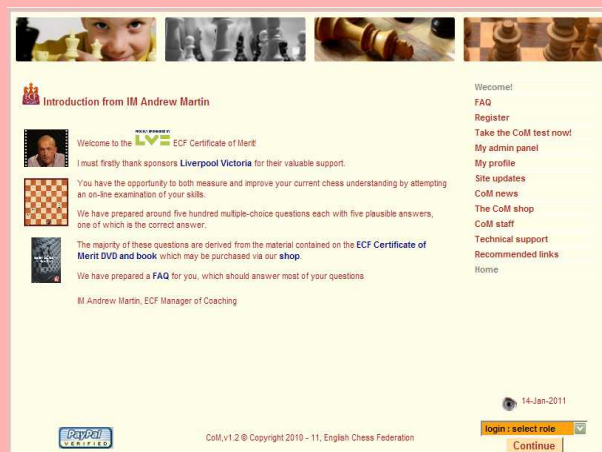 Introduction from IM Andrew Martin
Welcome to the LVE ECF Certificate of Merit!
I must firstly thank sponsors Liverpool Victoria for their valuable support.
You have the opportunity to both measure and improve your current chess understanding by attempting
an on-line examination of your skills.
We have prepared around five hundred multiple-choice questions each with five plausible answers,
one of which is the correct answer.
The majority of these questions are derived from the material contained on the ECF Certificate of
Merit DVD and book which may be purchased via our shop.
We have prepared a FAQ for you, which should answer most of your questions
IM Andrew Martin, ECF Manager of Coaching
Wecome!
FAQ
Register
Take the CoM test now!
My admin panel
My profile
Site updates
CoM news
The CoM shop
CoM staff
Technical support
Recommended links
Home
14-Jan-2011
login : select role
Continue
PayPal
VERIFIED
CoM,v1.2 © Copyright 2010 - 11, English Chess Federation